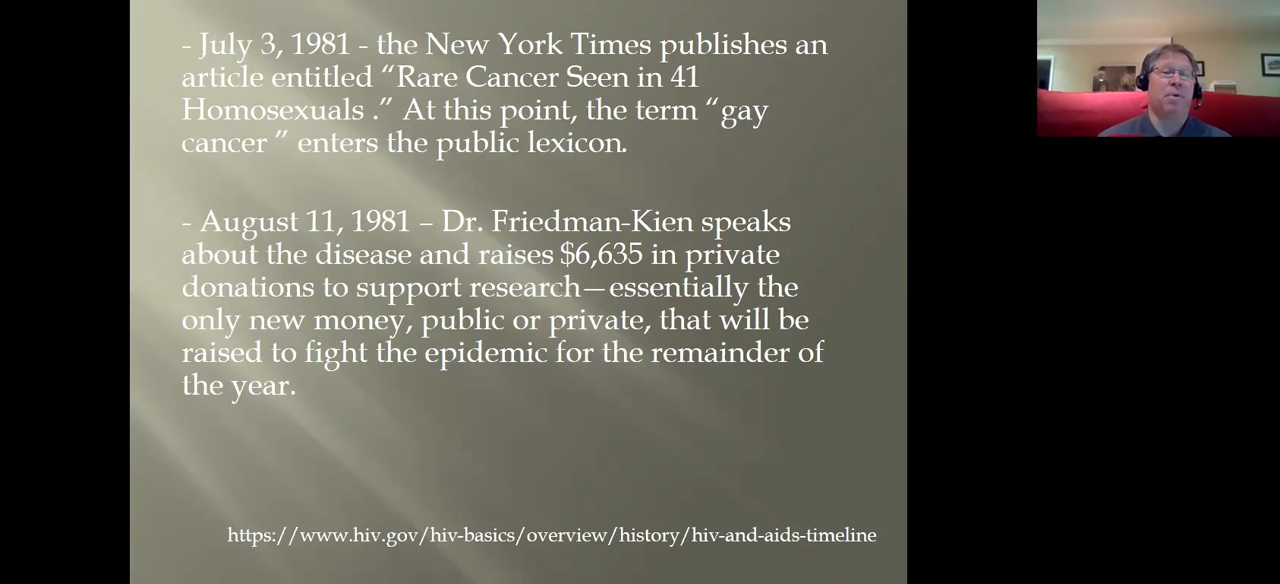 - July 3, 1981 - the New York Times publishes an
article entitled “Rare Cancer Seen in 41
Homosexuals .” At this point, the term “gay
cancer ” enters the public lexicon.
- August 11, 1981 – Dr. Friedman-Kien speaks
about the disease and raises $6,635 in private
donations to support research—essentially the
only new money, public or private, that will be
raised to fight the epidemic for the remainder of
the year.
https://www.hiv.gov/hiv-basics/overview/history/hiv-and-aids-timeline